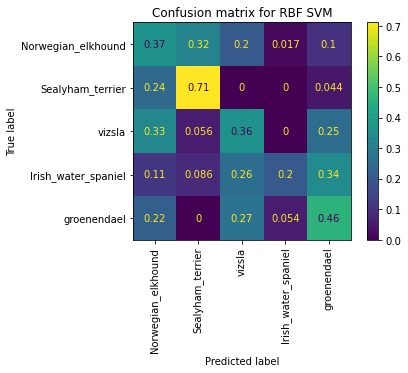 Confusion matrix for RBF SVM
True label
Norwegian_elkhound 0.37 0.32 0.2 0.017 0.1
Sealyham_terrier 0.24 0.71 0 0 0.044
vizsla 0.33 0.056 0.36 0 0.25
Irish_water_spaniel 0.11 0.086 0.26 0.2 0.34
groenendael 0.22 0 0.27 0.054 0.46
Norwegian_elkhound
Sealyham_terrier
vizsla
Irish_water_spaniel
groenendael
Predicted label
0.7
0.6
0.5
0.4
0.3
0.2
0.1
0.0